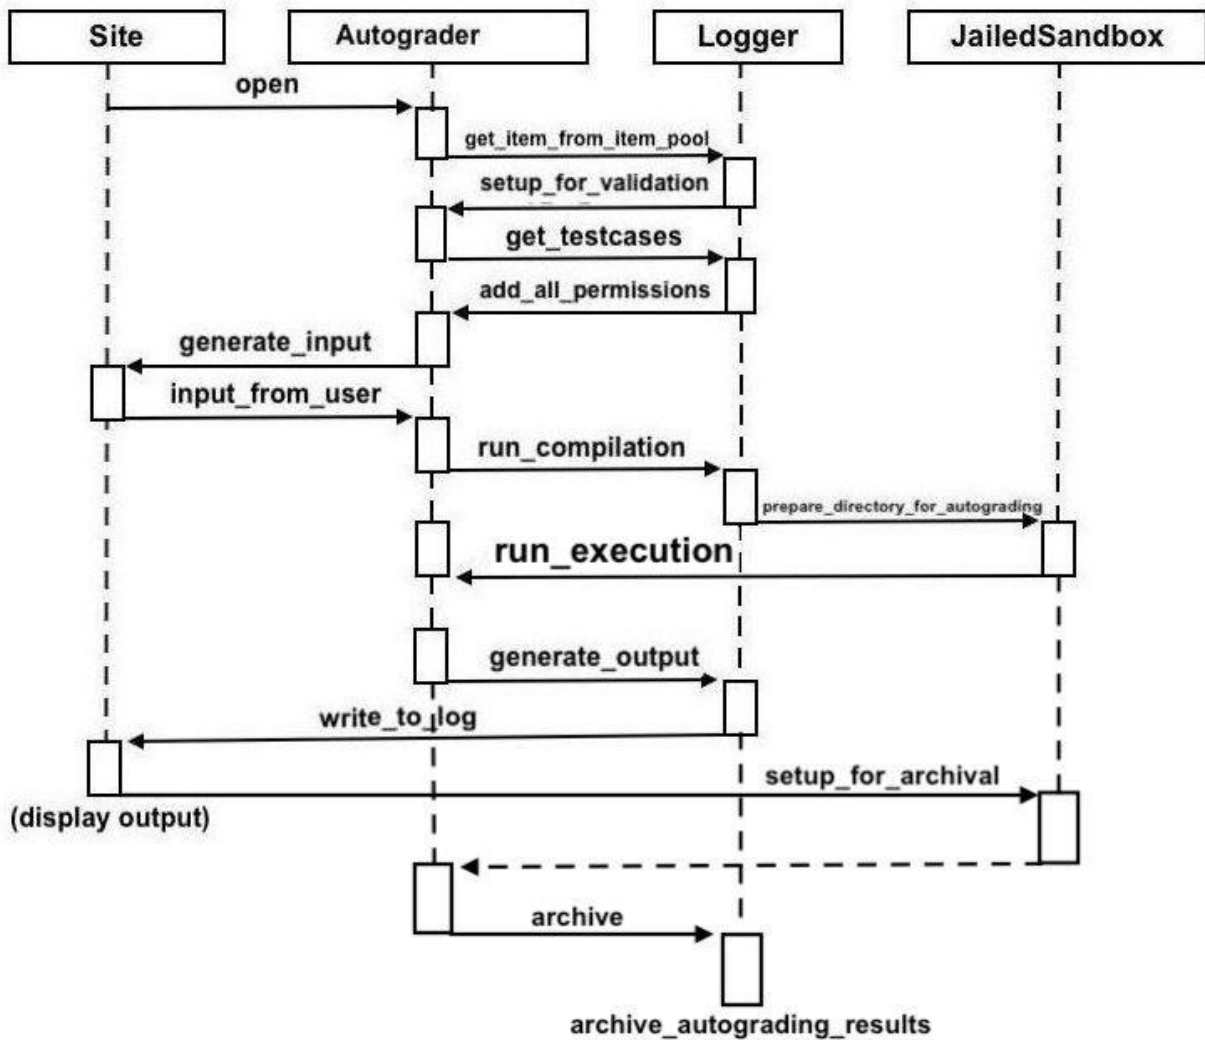 Site
Autograder
Logger
JailedSandbox
open
get_item_from_item_pool
setup_for_validation
get_testcases
add_all_permissions
generate_input
input_from_user
run_compilation
prepare_directory_for_autograding
run_execution
generate_output
write_to_log
setup_for_archival
(display output)
archive
archive_autograding_results